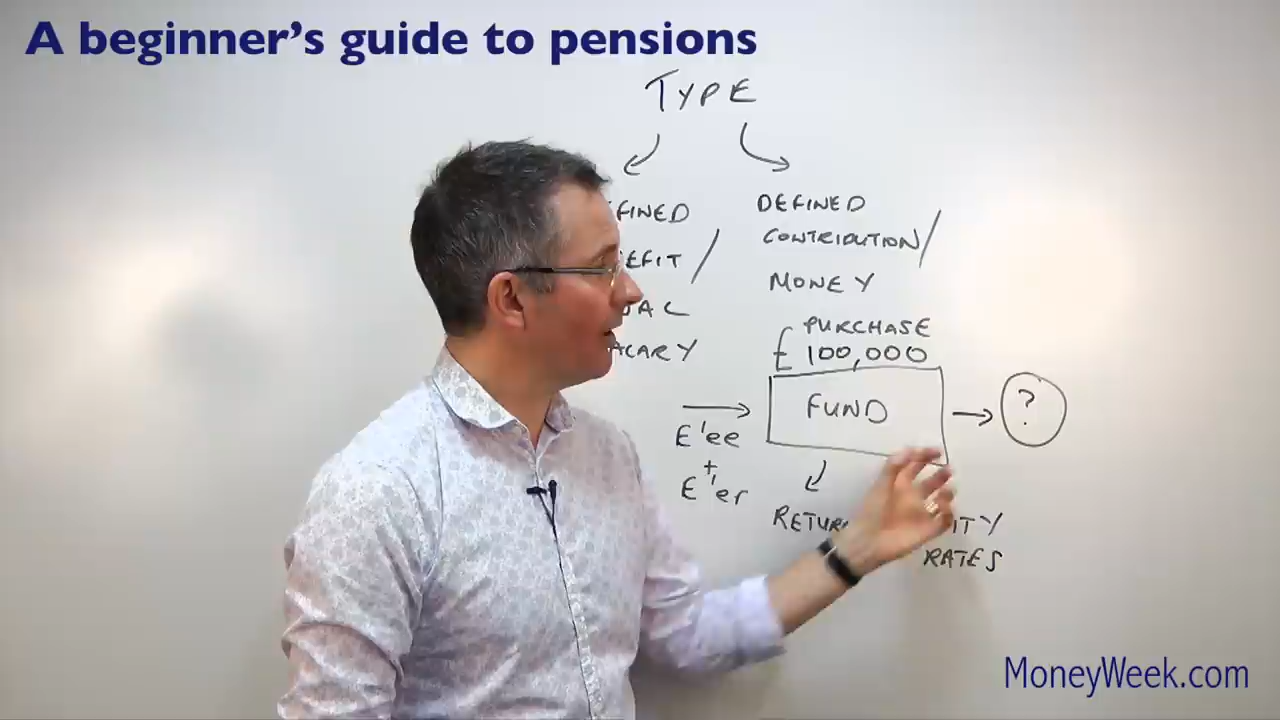 A beginner's guide to pensions
TYPE
FINED
EFIT /
SALARY
DEFINED
CONTRIBUTION/
MONEY
PURCHASE
£100,000
FUND
?
E'ee
+
E'er
RATES
MoneyWeek.com